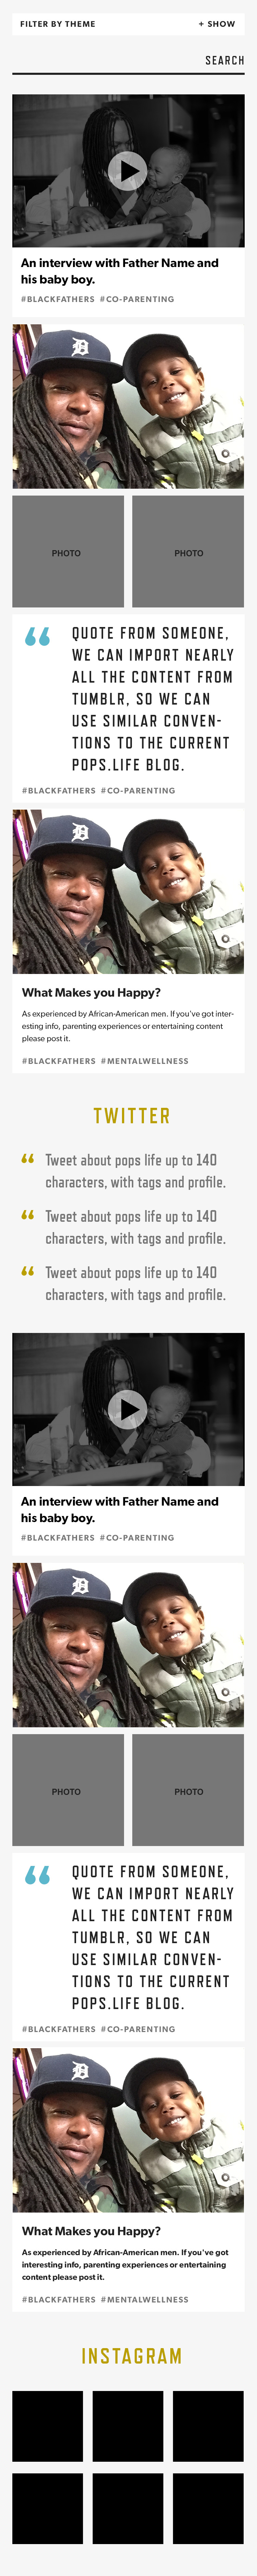 FILTER BY THEME + SHOW
SEARCH
An interview with Father Name and
his baby boy.
#BLACKFATHERS #CO-PARENTING
D
PHOTO PHOTO
“ QUOTE FROM SOMEONE,
WE CAN IMPORT NEARLY
ALL THE CONTENT FROM
TUMBLR, SO WE CAN
USE SIMILAR CONVEN-
TIONS TO THE CURRENT
POPS.LIFE BLOG.
#BLACKFATHERS #CO-PARENTING
D
What Makes you Happy?
As experienced by African-American men. If you've got inter-
esting info, parenting experiences or entertaining content
please post it.
#BLACKFATHERS #MENTALWELLNESS
TWITTER
“ Tweet about pops life up to 140
characters, with tags and profile.
“ Tweet about pops life up to 140
characters, with tags and profile.
“ Tweet about pops life up to 140
characters, with tags and profile.
An interview with Father Name and
his baby boy.
#BLACKFATHERS #CO-PARENTING
D
PHOTO PHOTO
“ QUOTE FROM SOMEONE,
WE CAN IMPORT NEARLY
ALL THE CONTENT FROM
TUMBLR, SO WE CAN
USE SIMILAR CONVEN-
TIONS TO THE CURRENT
POPS.LIFE BLOG.
#BLACKFATHERS #CO-PARENTING
D
What Makes you Happy?
As experienced by African-American men. If you've got
interesting info, parenting experiences or entertaining
content please post it.
#BLACKFATHERS #MENTALWELLNESS
INSTAGRAM